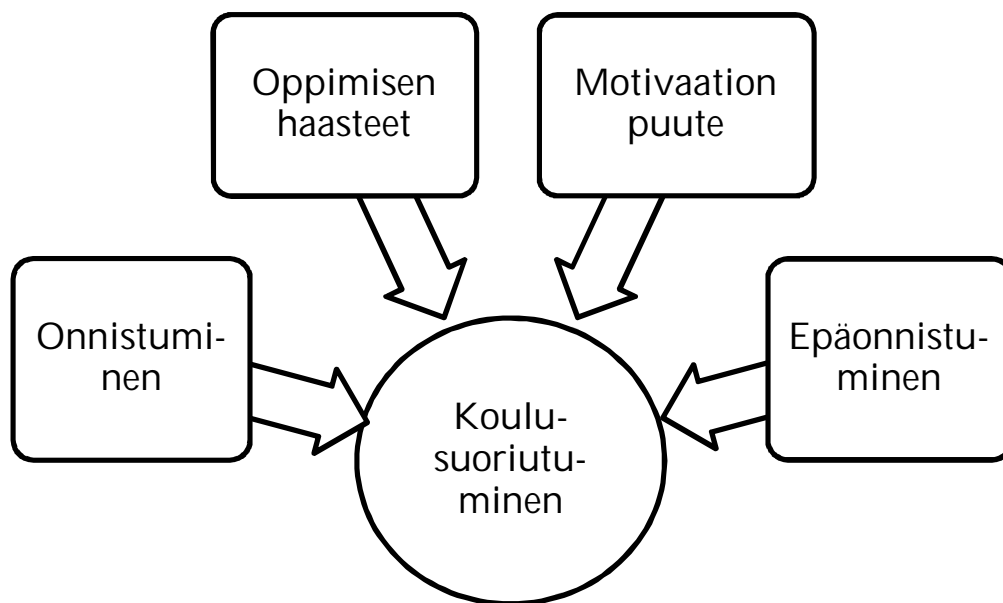 Oppimisen
haasteet
Motivaation
puute
Onnistumi-
nen
Epäonnistu-
minen
Koulu-
suoriutu-
minen